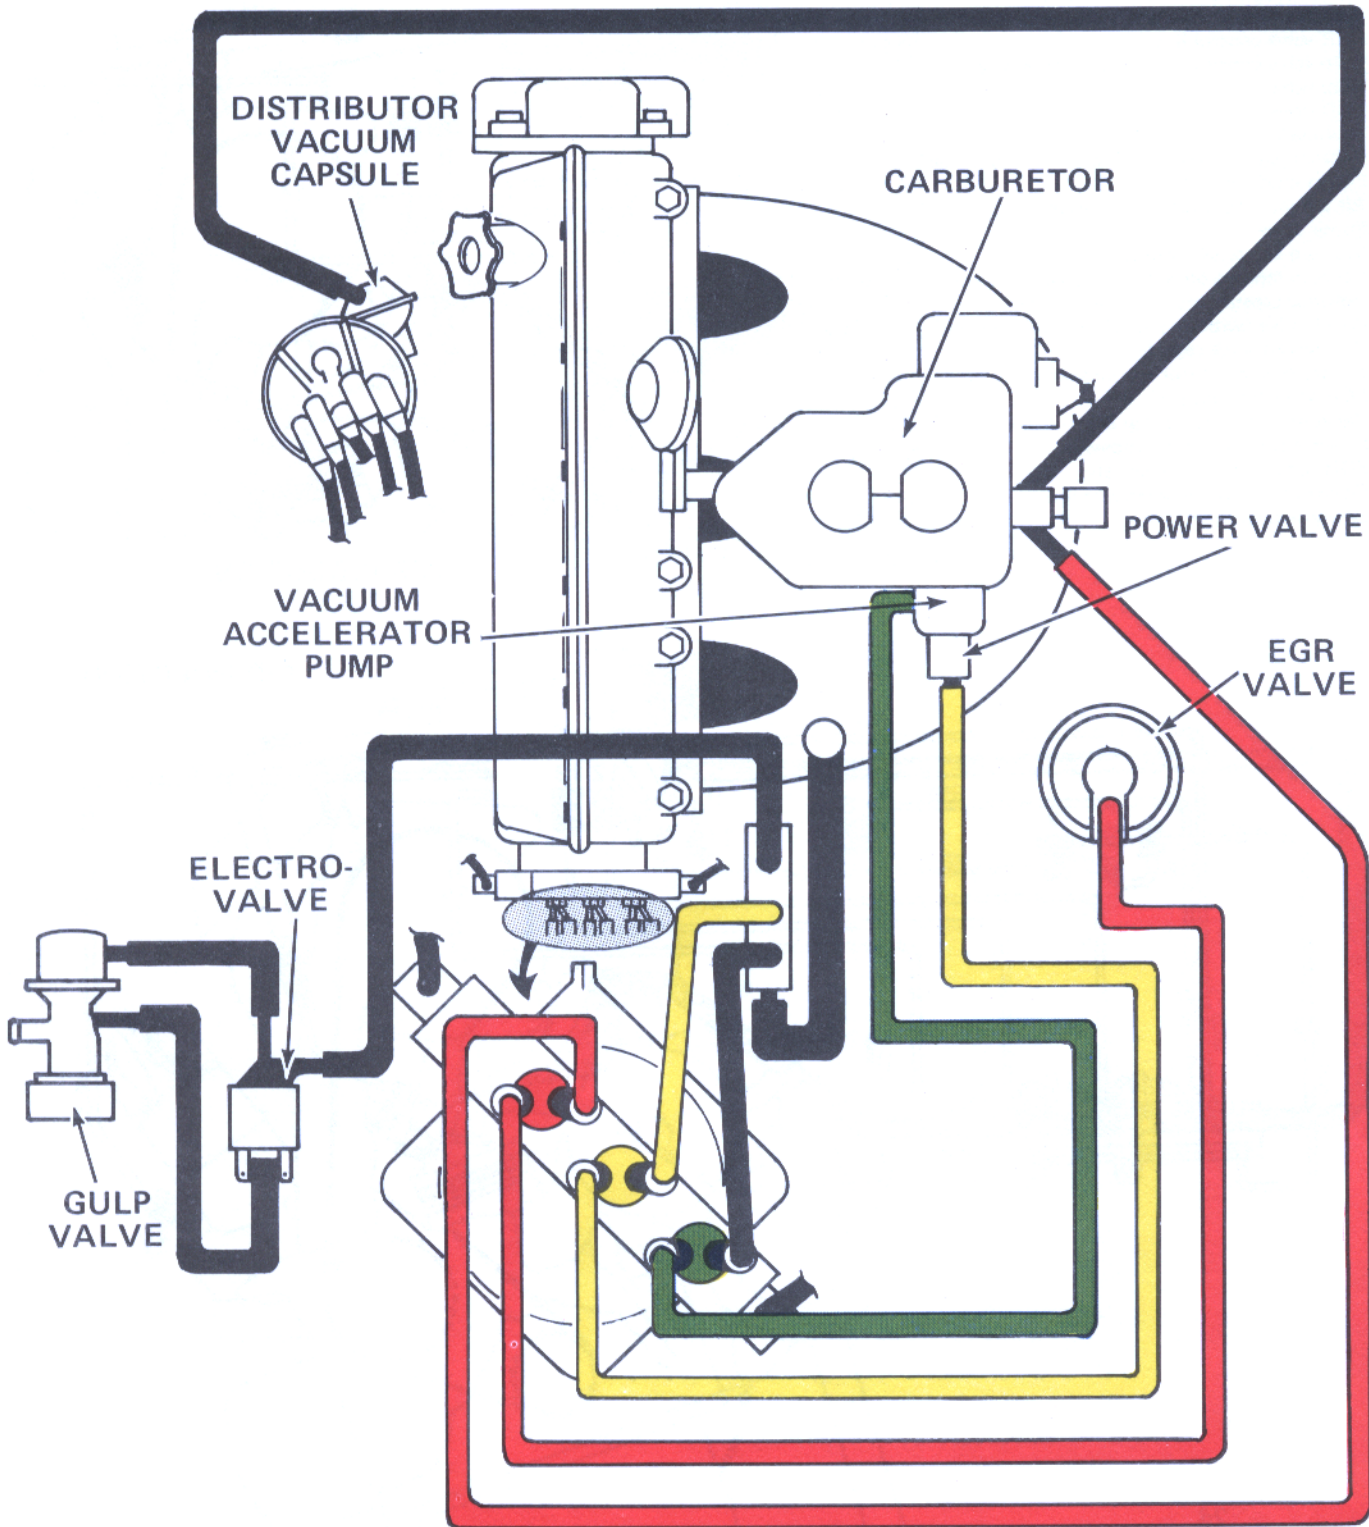 DISTRIBUTOR
VACUUM
CAPSULE
CARBURETOR
POWER VALVE
VACUUM
ACCELERATOR
PUMP
EGR
VALVE
ELECTRO-
VALVE
GULP
VALVE